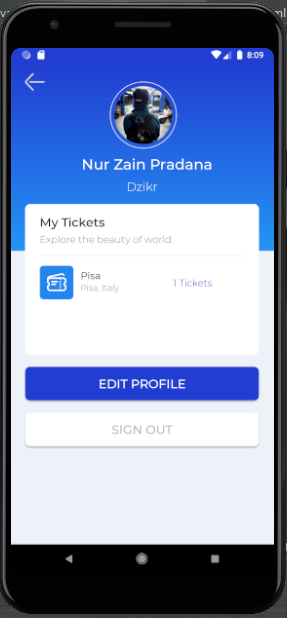 8:09
Nur Zain Pradana
Dzikr
My Tickets
Explore the beauty of world.
Pisa
Pisa, Italy
1 Tickets
EDIT PROFILE
SIGN OUT